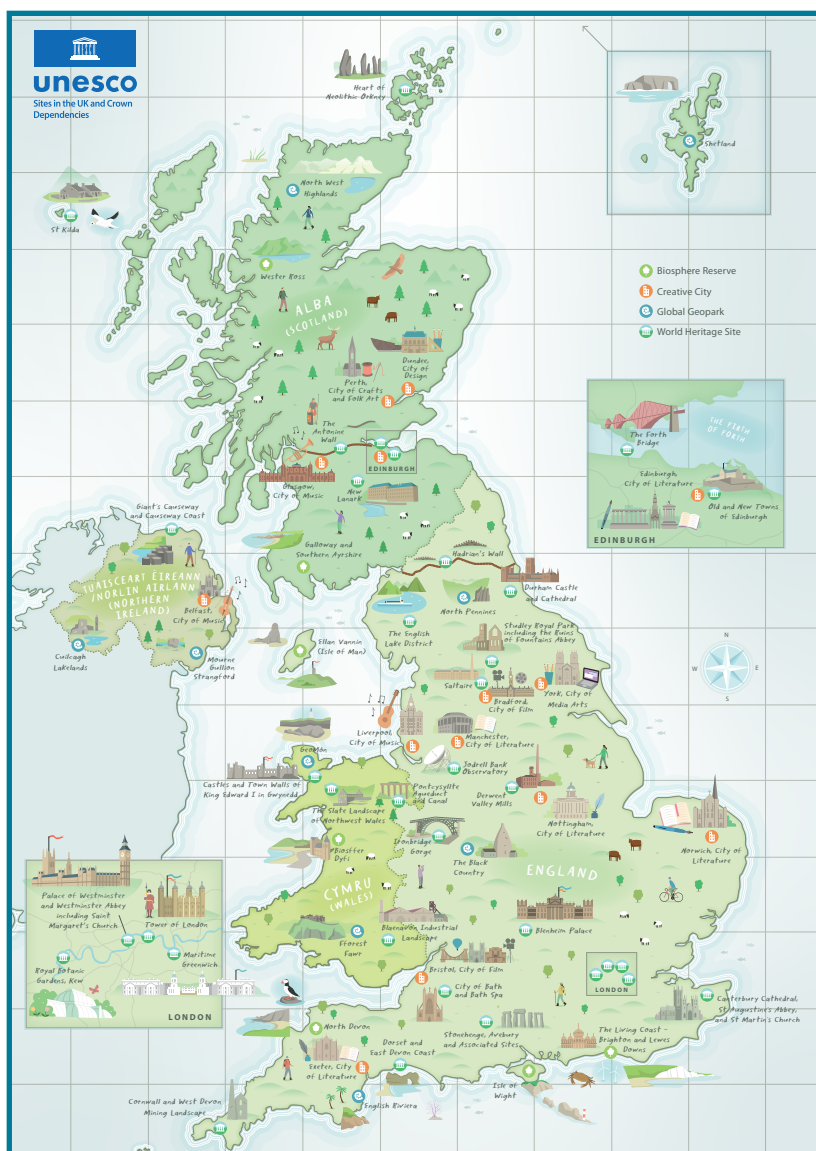 unesco
Sites in the UK and Crown
Dependencies
Heart of
Neolithic Orkney
Shetland
North West
Highlands
St Kilda
Wester Ross
Biosphere Reserve
Creative City
Global Geopark
World Heritage Site
ALBA
(SCOTLAND)
Dundee,
City of
Design
Perth,
City of Crafts
and Folk Art
The
Antonine
Wall
EDINBURGH
Glasgow,
City of Music
New
Lanark
THE FIRTH
OF FORTH
The Forth
Bridge
Edinburgh,
City of Literature
Old and New Towns
of Edinburgh
EDINBURGH
Giant's Causeway
and Causeway Coast
Galloway and
Southern Ayrshire
Hadrian's Wall
Durham Castle
and Cathedral
TUAISCEART ÉIREANN
/NORLIN AIRLANN
(NORTHERN
IRELAND)
Belfast,
City of Music
North Pennines
The English
Lake District
Studley Royal Park
including the Ruins
of Fountains Abbey
Cuilcagh
Lakelands
Mourne
Gullion
Strangford
Ellan Vannin
(Isle of Man)
N
W
E
S
Saltaire
Bradford,
City of Film
York, City of
Media Arts
Liverpool,
City of Music
Manchester,
City of Literature
GeoMôn
Jodrell Bank
Observatory
Castles and Town Walls of
King Edward I in Gwynedd
Pontcysyllte
Aqueduct
and Canal
Derwent
Valley Mills
The Slate Landscape
of Northwest Wales
Nottingham,
City of Literature
Ironbridge
Gorge
Norwich, City of
Literature
Biosffer
Dyfi
The Black
Country
ENGLAND
CYMRU
(WALES)
Palace of Westminster
and Westminster Abbey
including Saint
Margaret's Church
Tower of London
Maritime
Greenwich
Royal Botanic
Gardens, Kew
LONDON
Blaenavon Industrial
Landscape
Fforest
Fawr
Blenheim Palace
Bristol, City of Film
LONDON
City of Bath
and Bath Spa
Canterbury Cathedral,
St Augustine's Abbey,
and St Martin's Church
North Devon
Stonehenge, Avebury
and Associated Sites
The Living Coast -
Brighton and Lewes
Downs
Dorset and
East Devon Coast
Exeter, City
of Literature
Isle of
Wight
Cornwall and West Devon
Mining Landscape
English Riviera